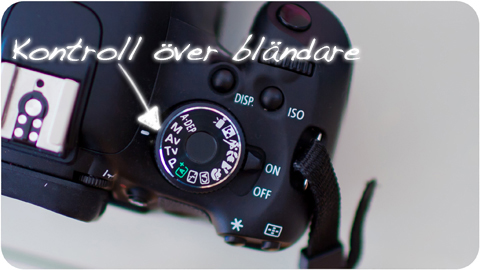 Kontroll över bländare
DISP.
ISO
A-DEP
M
Av
Tv
P
ON
OFF